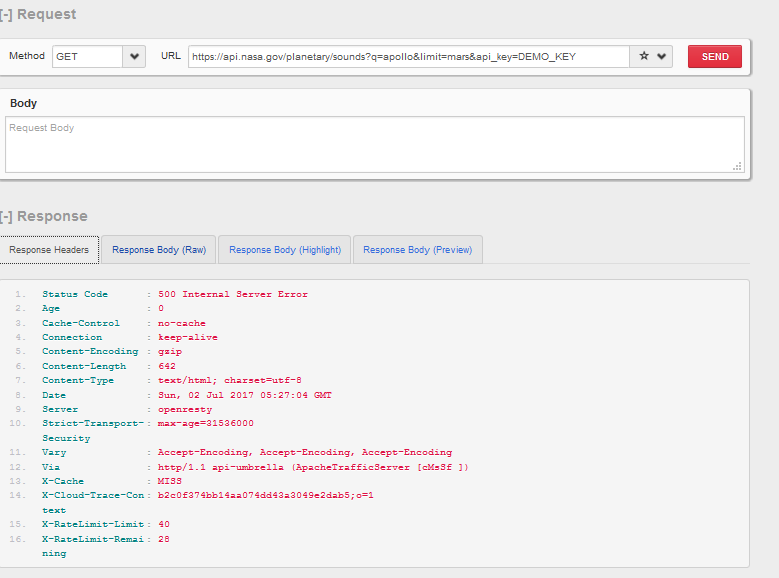 [-] Request
Method GET URL https://api.nasa.gov/planetary/sounds?q=apollo&limit=mars&api_key=DEMO_KEY SEND
Body
Request Body
[-] Response
Response Headers Response Body (Raw) Response Body (Highlight) Response Body (Preview)
1. Status Code : 500 Internal Server Error
2. Age : 0
3. Cache-Control : no-cache
4. Connection : keep-alive
5. Content-Encoding : gzip
6. Content-Length : 642
7. Content-Type : text/html; charset=utf-8
8. Date : Sun, 02 Jul 2017 05:27:04 GMT
9. Server : openresty
10. Strict-Transport- : max-age=31536000
Security
11. Vary : Accept-Encoding, Accept-Encoding, Accept-Encoding
12. Via : http/1.1 api-umbrella (ApacheTrafficServer [cMsSf ])
13. X-Cache : MISS
14. X-Cloud-Trace-Con : b2c0f374bb14aa074dd43a3049e2dab5;o=1
text
15. X-RateLimit-Limit : 40
16. X-RateLimit-Remai : 28
ning